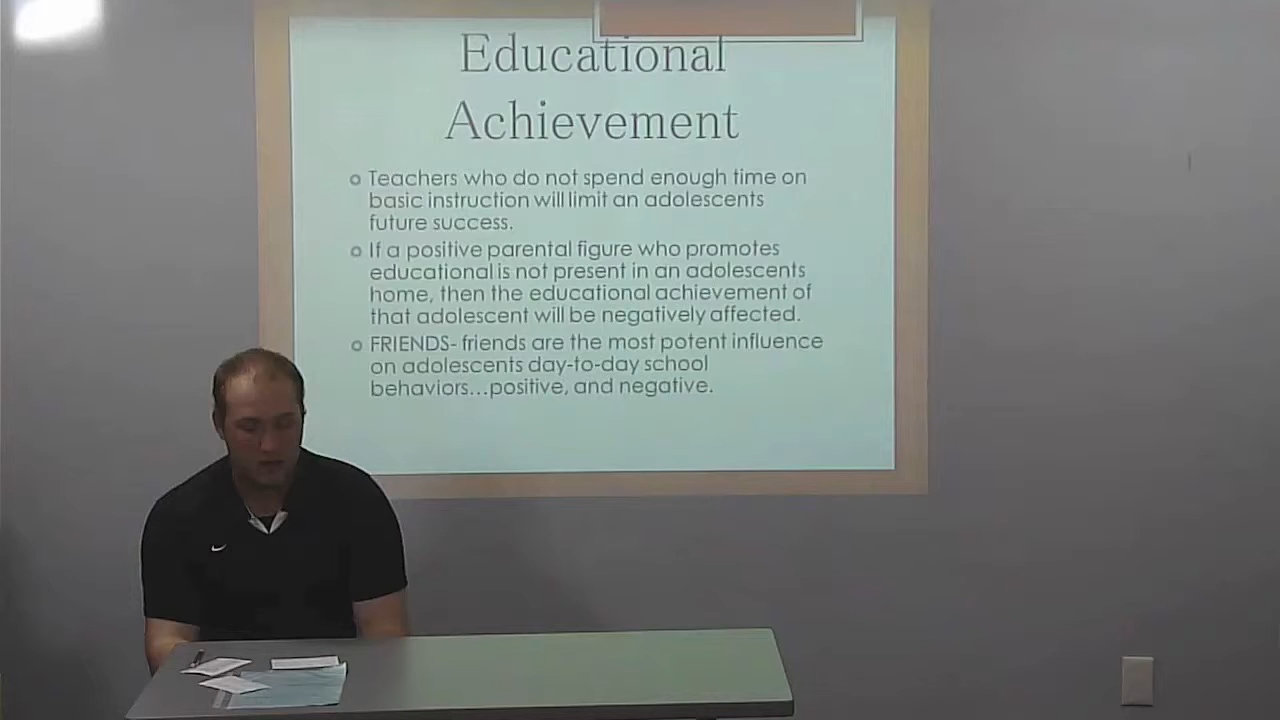 Educational
Achievement
Teachers who do not spend enough time on
basic instruction will limit an adolescents
future success.
If a positive parental figure who promotes
educational is not present in an adolescents
home, then the educational achievement of
that adolescent will be negatively affected.
FRIENDS- friends are the most potent influence
on adolescents day-to-day school
behaviors...positive, and negative.